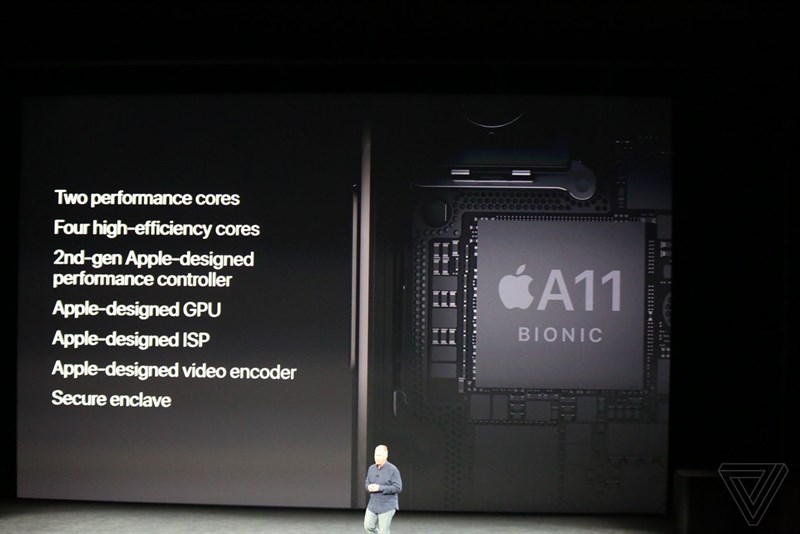 Two performance cores
Four high-efficiency cores
2nd-gen Apple-designed
performance controller
Apple-designed GPU
Apple-designed ISP
Apple-designed video encoder
Secure enclave
A11
BIONIC